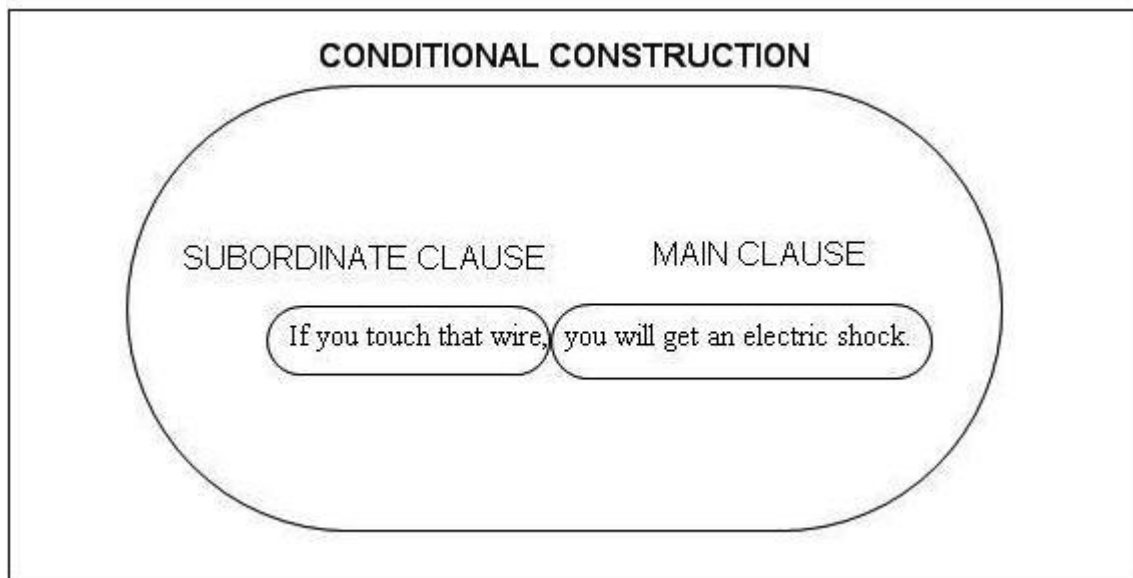 CONDITIONAL CONSTRUCTION
SUBORDINATE CLAUSE MAIN CLAUSE
If you touch that wire, you will get an electric shock.